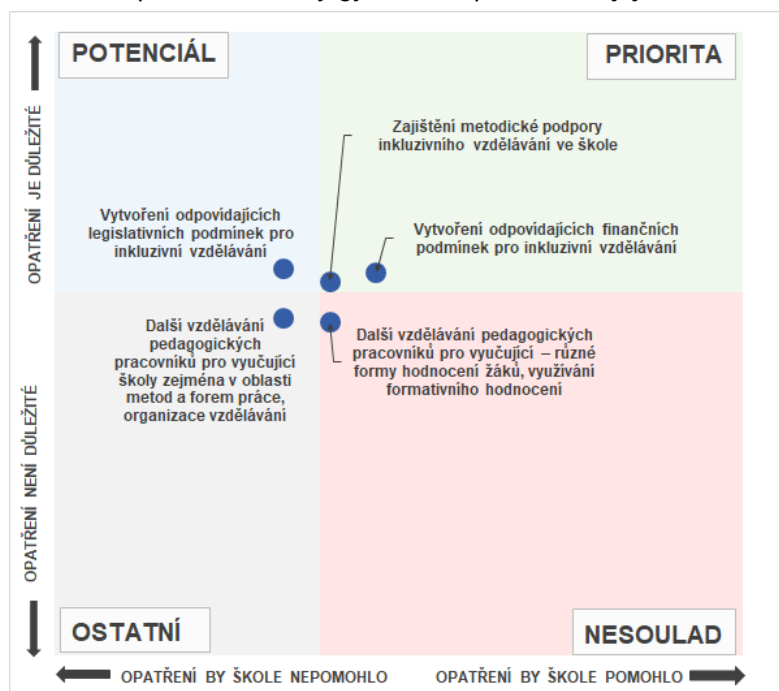 POTENCIÁL
PRIORITA
Zajištění metodické podpory
inkluzivního vzdělávání ve škole
Vytvoření odpovídajících
legislativních podmínek pro
inkluzivní vzdělávání
Vytvoření odpovídajících finančních
podmínek pro inkluzivní vzdělávání
Další vzdělávání
pedagogických
pracovníků pro vyučující
školy zejména v oblasti
metod a forem práce,
organizace vzdělávání
Další vzdělávání pedagogických
pracovníků pro vyučující – různé
formy hodnocení žáků, využívání
formativního hodnocení
OPATŘENÍ JE DŮLEŽITÉ
OPATŘENÍ NENÍ DŮLEŽITÉ
OSTATNÍ
NESOULAD
OPATŘENÍ BY ŠKOLE NEPOMOHLO
OPATŘENÍ BY ŠKOLE POMOHLO